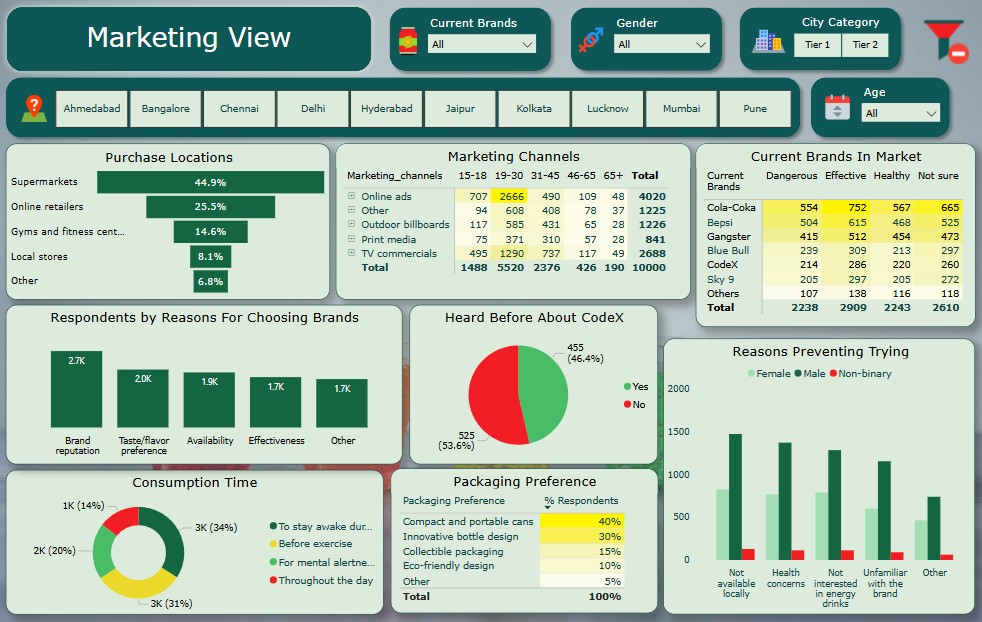 Marketing View
Current Brands
All
Gender
All
City Category
Tier 1 Tier 2
Ahmedabad Bangalore Chennai Delhi Hyderabad Jaipur Kolkata Lucknow Mumbai Pune
Age
All
Purchase Locations
Supermarkets 44.9%
Online retailers 25.5%
Gyms and fitness cent... 14.6%
Local stores 8.1%
Other 6.8%
Marketing Channels
Marketing_channels 15-18 19-30 31-45 46-65 65+ Total
Online ads 707 2666 490 109 48 4020
Other 94 608 408 78 37 1225
Outdoor billboards 117 585 431 65 28 1226
Print media 75 371 310 57 28 841
TV commercials 495 1290 737 117 49 2688
Total 1488 5520 2376 426 190 10000
Current Brands In Market
Current Brands Dangerous Effective Healthy Not sure
Cola-Coka 554 752 567 665
Bepsi 504 615 468 525
Gangster 415 512 454 473
Blue Bull 239 309 213 297
CodeX 214 286 220 260
Sky 9 205 297 205 272
Others 107 138 116 118
Total 2238 2909 2243 2610
Respondents by Reasons For Choosing Brands
2.7K 2.0K 1.9K 1.7K 1.7K
Brand reputation Taste/flavor preference Availability Effectiveness Other
Heard Before About CodeX
455 (46.4%)
525 (53.6%)
Yes
No
Reasons Preventing Trying
Female Male Non-binary
2000
1500
1000
500
0
Not available locally
Health concerns
Not interested in energy drinks
Unfamiliar with the brand
Other
Consumption Time
1K (14%)
3K (34%)
2K (20%)
3K (31%)
To stay awake dur...
Before exercise
For mental alertne...
Throughout the day
Packaging Preference
Packaging Preference % Respondents
Compact and portable cans 40%
Innovative bottle design 30%
Collectible packaging 15%
Eco-friendly design 10%
Other 5%
Total 100%